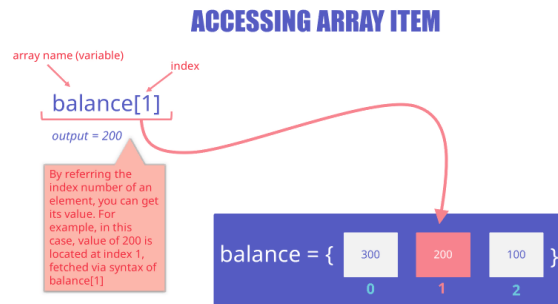 ACCESSING ARRAY ITEM
array name (variable)
index
balance[1]
output = 200
By referring the
index number of an
element, you can get
its value. For
example, in this
case, value of 200 is
located at index 1,
fetched via syntax of
balance[1]
balance = { 300 200 100 }
0 1 2